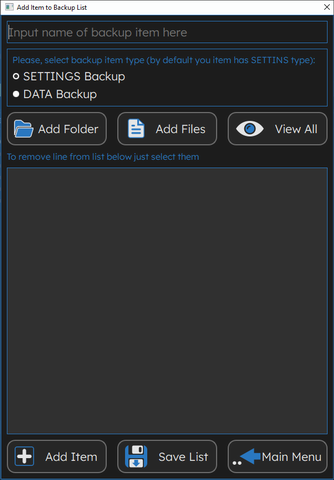 Add Item to Backup List
Input name of backup item here
Please, select backup item type (by default you item has SETTINS type):
SETTINGS Backup
DATA Backup
Add Folder
Add Files
View All
To remove line from list below just select them
Add Item
Save List
Main Menu